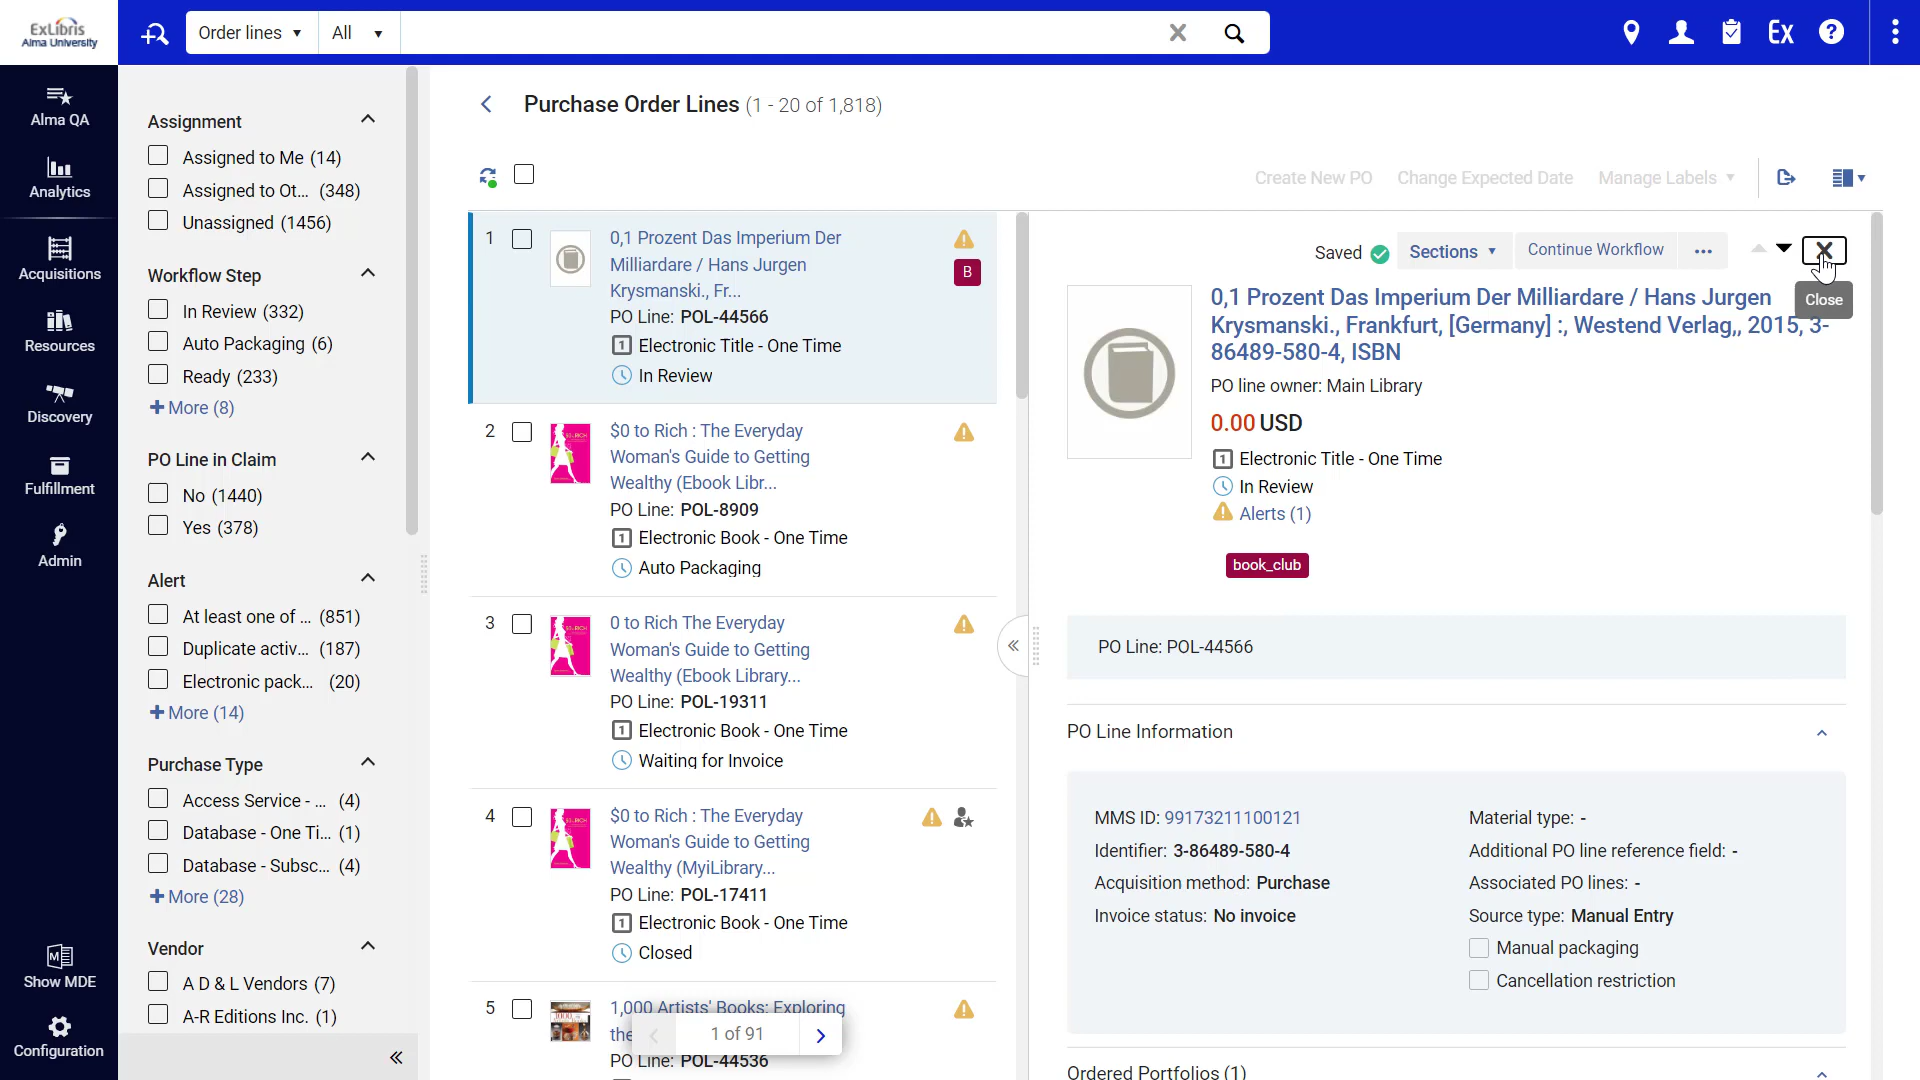 ExLibris
Alma University
Order lines
All
Ex
Alma QA
Analytics
Acquisitions
Resources
Discovery
Fulfillment
Admin
Show MDE
Configuration
Assignment
Assigned to Me (14)
Assigned to Ot... (348)
Unassigned (1456)
Workflow Step
In Review (332)
Auto Packaging (6)
Ready (233)
+ More (8)
PO Line in Claim
No (1440)
Yes (378)
Alert
At least one of ... (851)
Duplicate activ... (187)
Electronic pack... (20)
+ More (14)
Purchase Type
Access Service - ... (4)
Database - One Ti... (1)
Database - Subsc... (4)
+ More (28)
Vendor
A D & L Vendors (7)
A-R Editions Inc. (1)
Purchase Order Lines (1 - 20 of 1,818)
Create New PO
Change Expected Date
Manage Labels
1
0,1 Prozent Das Imperium Der
Milliardare / Hans Jurgen
Krysmanski., Fr...
B
PO Line: POL-44566
1 Electronic Title - One Time
In Review
2
$0 to Rich : The Everyday
Woman's Guide to Getting
Wealthy (Ebook Libr...
PO Line: POL-8909
1 Electronic Book - One Time
Auto Packaging
3
0 to Rich The Everyday
Woman's Guide to Getting
Wealthy (Ebook Library...
PO Line: POL-19311
1 Electronic Book - One Time
Waiting for Invoice
4
$0 to Rich : The Everyday
Woman's Guide to Getting
Wealthy (MyiLibrary...
PO Line: POL-17411
1 Electronic Book - One Time
Closed
5
1,000 Artists' Books: Exploring
the
1 of 91
PO Line: POL-44536
Saved
Sections
Continue Workflow
...
Close
0,1 Prozent Das Imperium Der Milliardare / Hans Jurgen
Krysmanski., Frankfurt, [Germany] :, Westend Verlag,, 2015, 3-
86489-580-4, ISBN
PO line owner: Main Library
0.00 USD
1 Electronic Title - One Time
In Review
Alerts (1)
book_club
PO Line: POL-44566
PO Line Information
MMS ID: 99173211100121
Identifier: 3-86489-580-4
Acquisition method: Purchase
Invoice status: No invoice
Material type: -
Additional PO line reference field: -
Associated PO lines: -
Source type: Manual Entry
Manual packaging
Cancellation restriction
Ordered Portfolios (1)